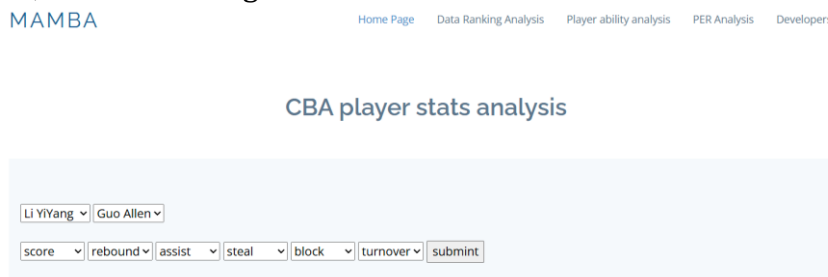 MAMBA Home Page Data Ranking Analysis Player ability analysis PER Analysis Developers
CBA player stats analysis
Li YiYang Guo Allen
score rebound assist steal block turnover submint